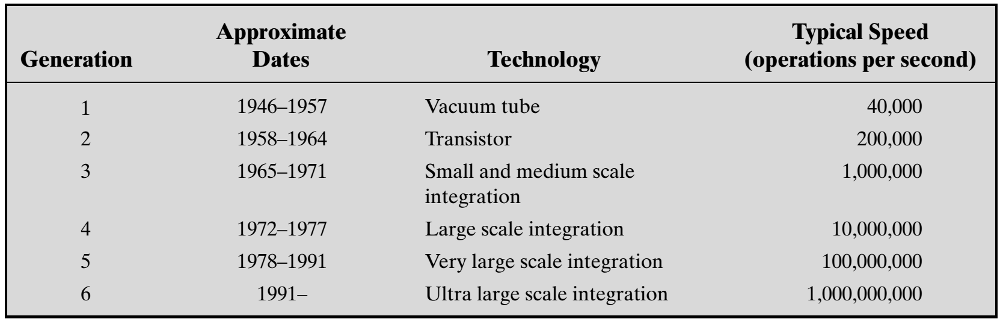 Approximate Typical Speed
Generation Dates Technology (operations per second)
1 1946–1957 Vacuum tube 40,000
2 1958–1964 Transistor 200,000
3 1965–1971 Small and medium scale 1,000,000
integration
4 1972–1977 Large scale integration 10,000,000
5 1978–1991 Very large scale integration 100,000,000
6 1991– Ultra large scale integration 1,000,000,000